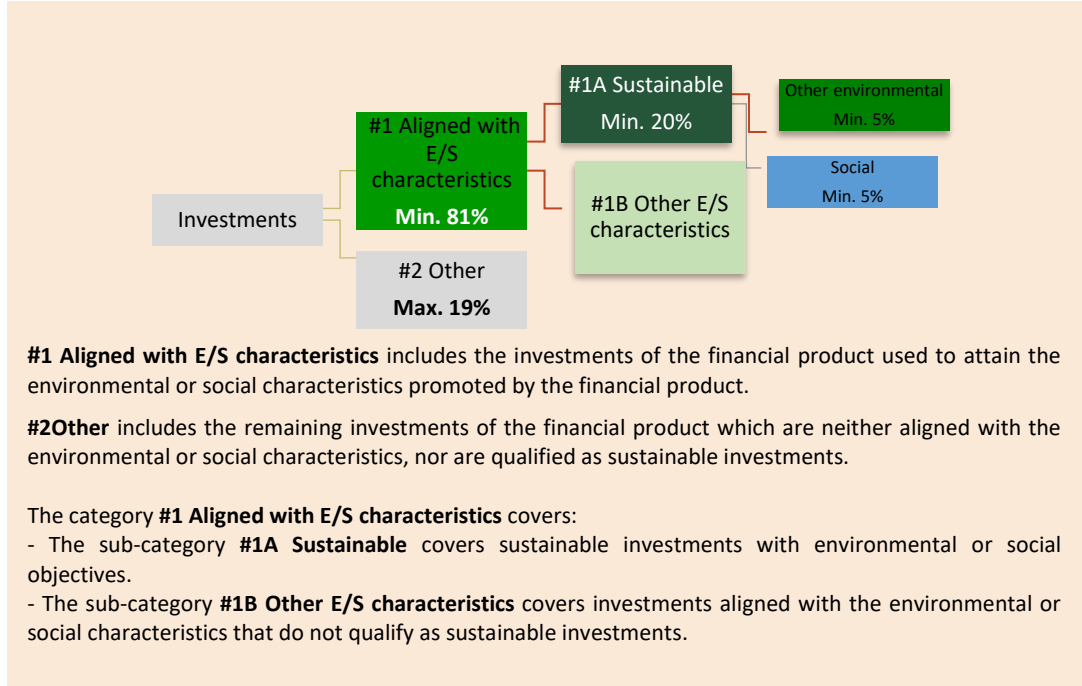 #1A Sustainable
Min. 20%
Other environmental
Min. 5%
#1 Aligned with
E/S
characteristics
Min. 81%
Social
Min. 5%
#1B Other E/S
characteristics
Investments
#2 Other
Max. 19%
#1 Aligned with E/S characteristics includes the investments of the financial product used to attain the
environmental or social characteristics promoted by the financial product.
#2Other includes the remaining investments of the financial product which are neither aligned with the
environmental or social characteristics, nor are qualified as sustainable investments.
The category #1 Aligned with E/S characteristics covers:
- The sub-category #1A Sustainable covers sustainable investments with environmental or social
objectives.
- The sub-category #1B Other E/S characteristics covers investments aligned with the environmental or
social characteristics that do not qualify as sustainable investments.